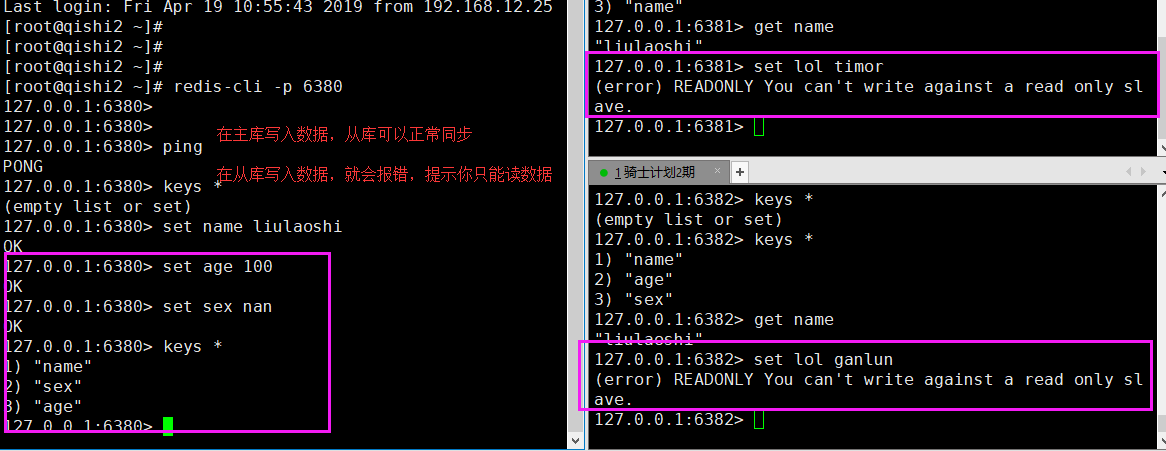 Last login: Fri Apr 19 10:55:43 2019 from 192.168.12.25
[root@qishi2 ~]#
[root@qishi2 ~]#
[root@qishi2 ~]#
[root@qishi2 ~]# redis-cli -p 6380
127.0.0.1:6380>
127.0.0.1:6380>
在主库写入数据，从库可以正常同步
127.0.0.1:6380> ping
PONG
在从库写入数据，就会报错，提示你只能读数据
127.0.0.1:6380> keys *
(empty list or set)
127.0.0.1:6380> set name liulaoshi
OK
127.0.0.1:6380> set age 100
OK
127.0.0.1:6380> set sex nan
OK
127.0.0.1:6380> keys *
1) "name"
2) "sex"
3) "age"
127.0.0.1:6380>
3) "name"
127.0.0.1:6381> get name
"liulaoshi"
127.0.0.1:6381> set lol timor
(error) READONLY You can't write against a read only sl
ave.
127.0.0.1:6381>
1 骑士计划2期
127.0.0.1:6382> keys *
(empty list or set)
127.0.0.1:6382> keys *
1) "name"
2) "age"
3) "sex"
127.0.0.1:6382> get name
"liulaoshi"
127.0.0.1:6382> set lol ganlun
(error) READONLY You can't write against a read only sl
ave.
127.0.0.1:6382>